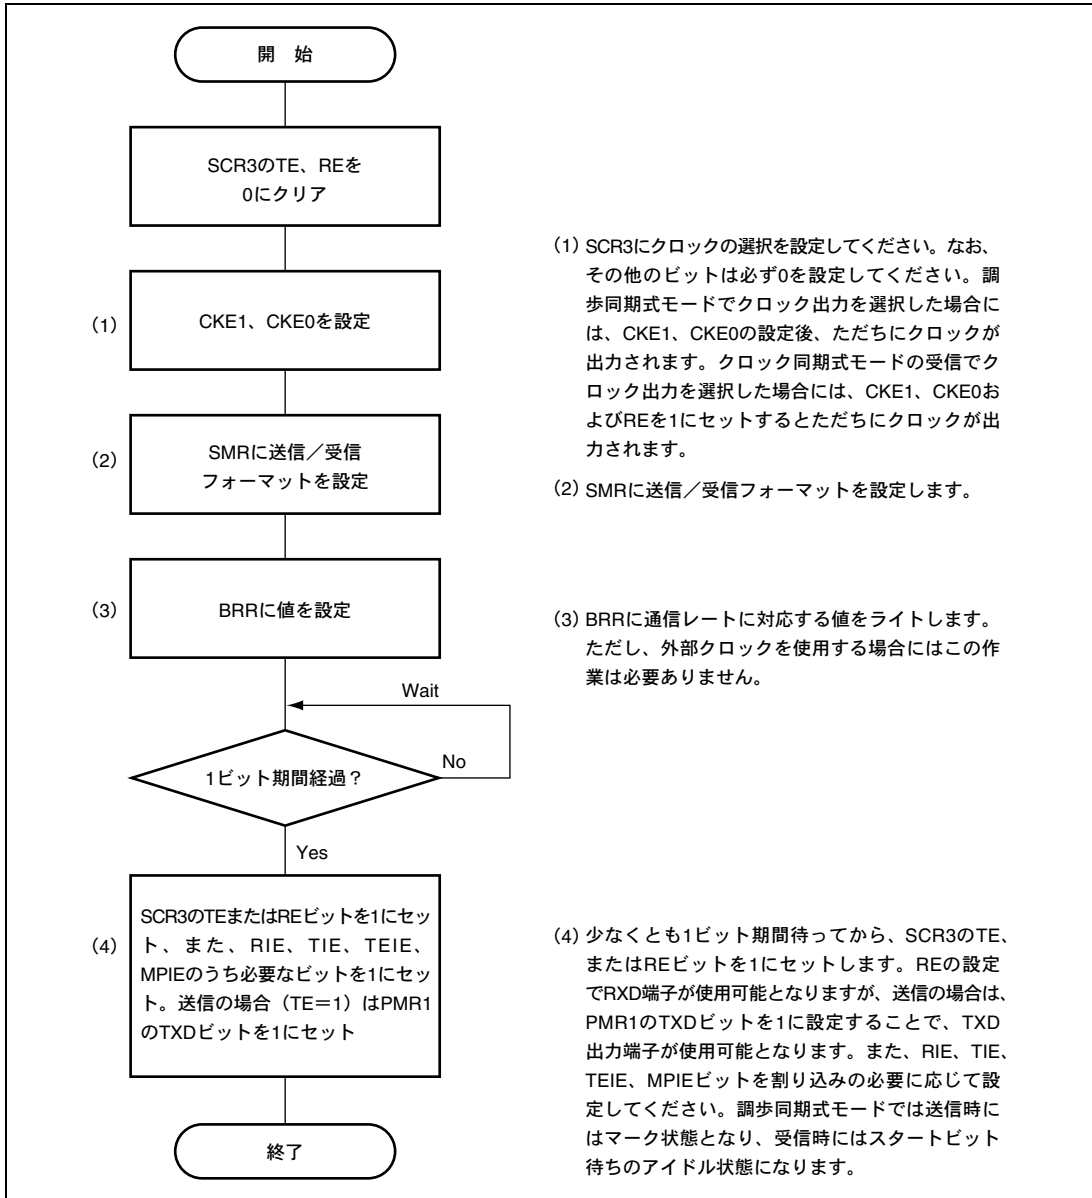 開 始
SCR3のTE、REを
0にクリア
(1)
CKE1、CKE0を設定
(1) SCR3にクロックの選択を設定してください。なお、
その他のビットは必ず0を設定してください。調
歩同期式モードでクロック出力を選択した場合に
は、CKE1、CKE0の設定後、ただちにクロックが
出力されます。クロック同期式モードの受信でク
ロック出力を選択した場合には、CKE1、CKE0お
よびREを1にセットするとただちにクロックが出
力されます。
(2)
SMRに送信／受信
フォーマットを設定
(2) SMRに送信／受信フォーマットを設定します。
(3)
BRRに値を設定
(3) BRRに通信レートに対応する値をライトします。
ただし、外部クロックを使用する場合にはこの作
業は必要ありません。
Wait
1ビット期間経過？
No
Yes
(4)
SCR3のTEまたはREビットを1にセッ
ト、また、RIE、TIE、TEIE、
MPIEのうち必要なビットを1にセッ
ト。送信の場合（TE＝1）はPMR1
のTXDビットを1にセット
(4) 少なくとも1ビット期間待ってから、SCR3のTE、
またはREビットを1にセットします。REの設定
でRXD端子が使用可能となりますが、送信の場合は、
PMR1のTXDビットを1に設定することで、TXD
出力端子が使用可能となります。また、RIE、TIE、
TEIE、MPIEビットを割り込みの必要に応じて設
定してください。調歩同期式モードでは送信時に
はマーク状態となり、受信時にはスタートビット
待ちのアイドル状態になります。
終了